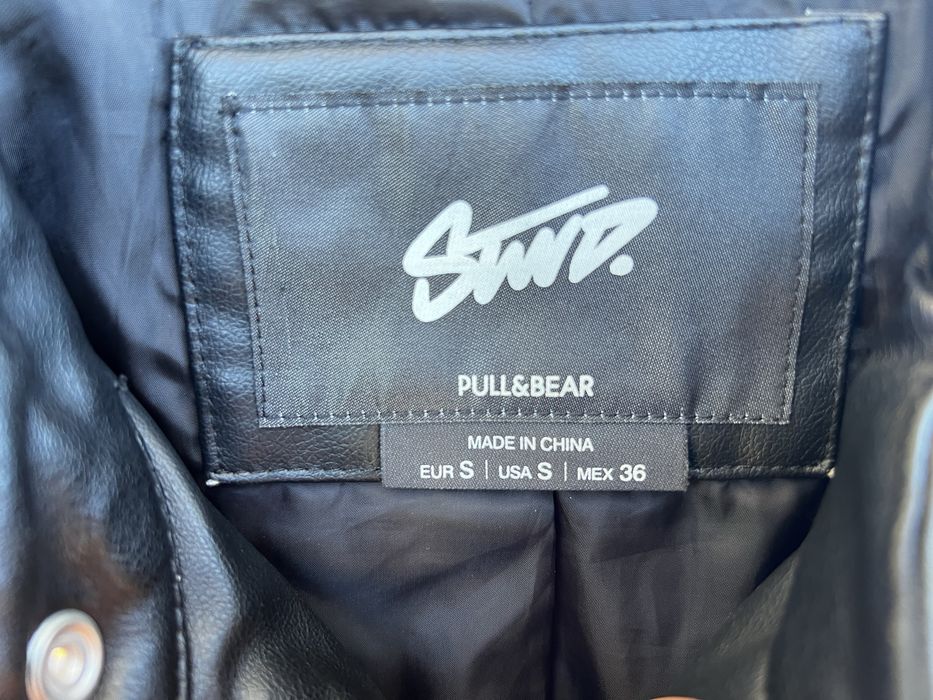 STWD.
PULL&BEAR
MADE IN CHINA
EUR S | USA S | MEX 36